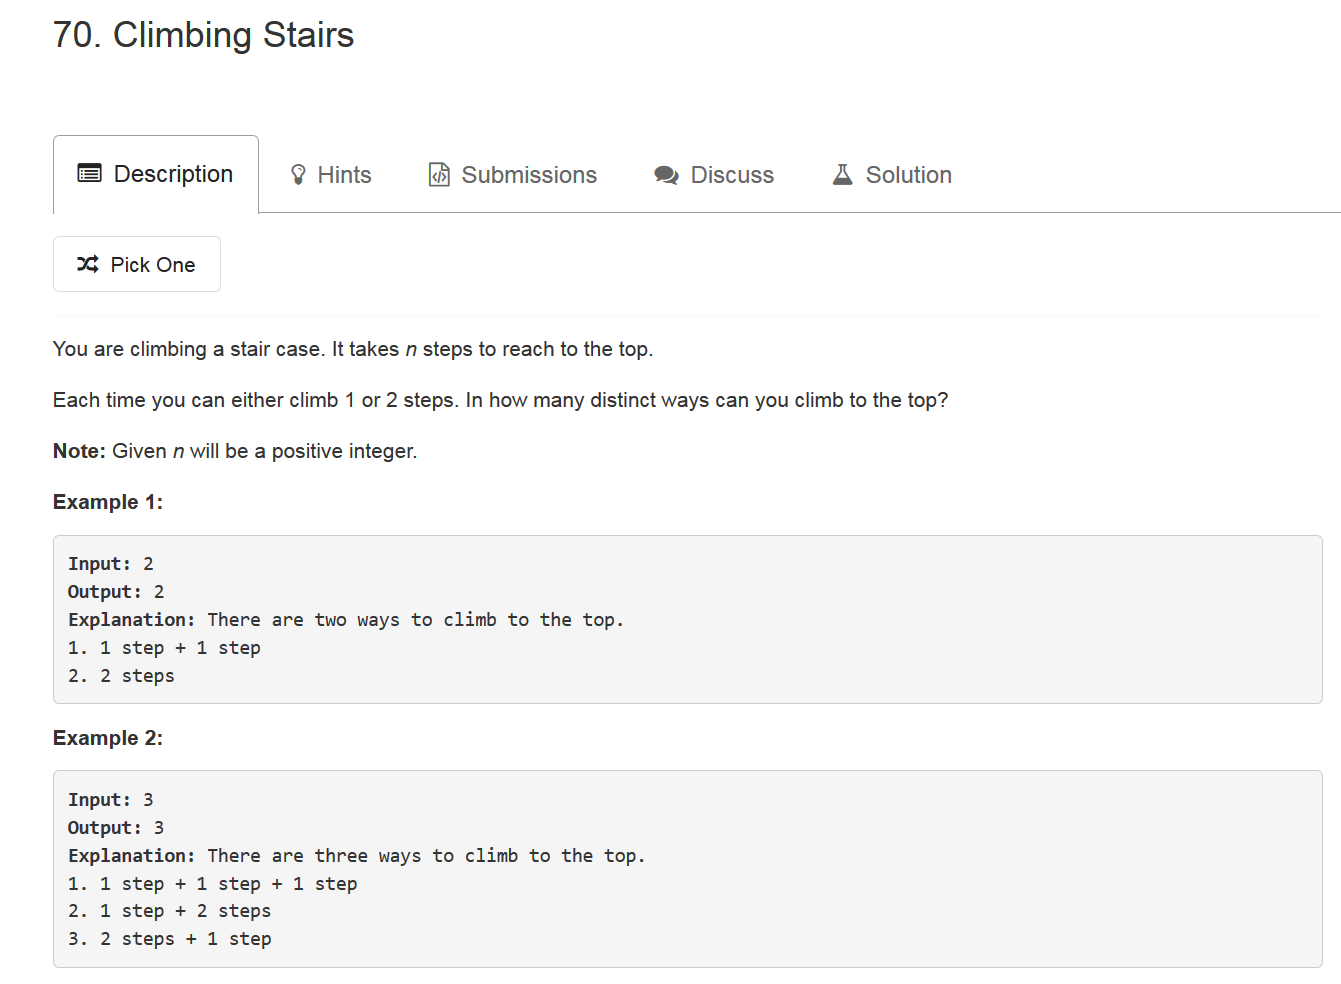 70. Climbing Stairs
Description
Hints
Submissions
Discuss
Solution
Pick One
You are climbing a stair case. It takes n steps to reach to the top.
Each time you can either climb 1 or 2 steps. In how many distinct ways can you climb to the top?
Note: Given n will be a positive integer.
Example 1:
Input: 2
Output: 2
Explanation: There are two ways to climb to the top.
1. 1 step + 1 step
2. 2 steps
Example 2:
Input: 3
Output: 3
Explanation: There are three ways to climb to the top.
1. 1 step + 1 step + 1 step
2. 1 step + 2 steps
3. 2 steps + 1 step